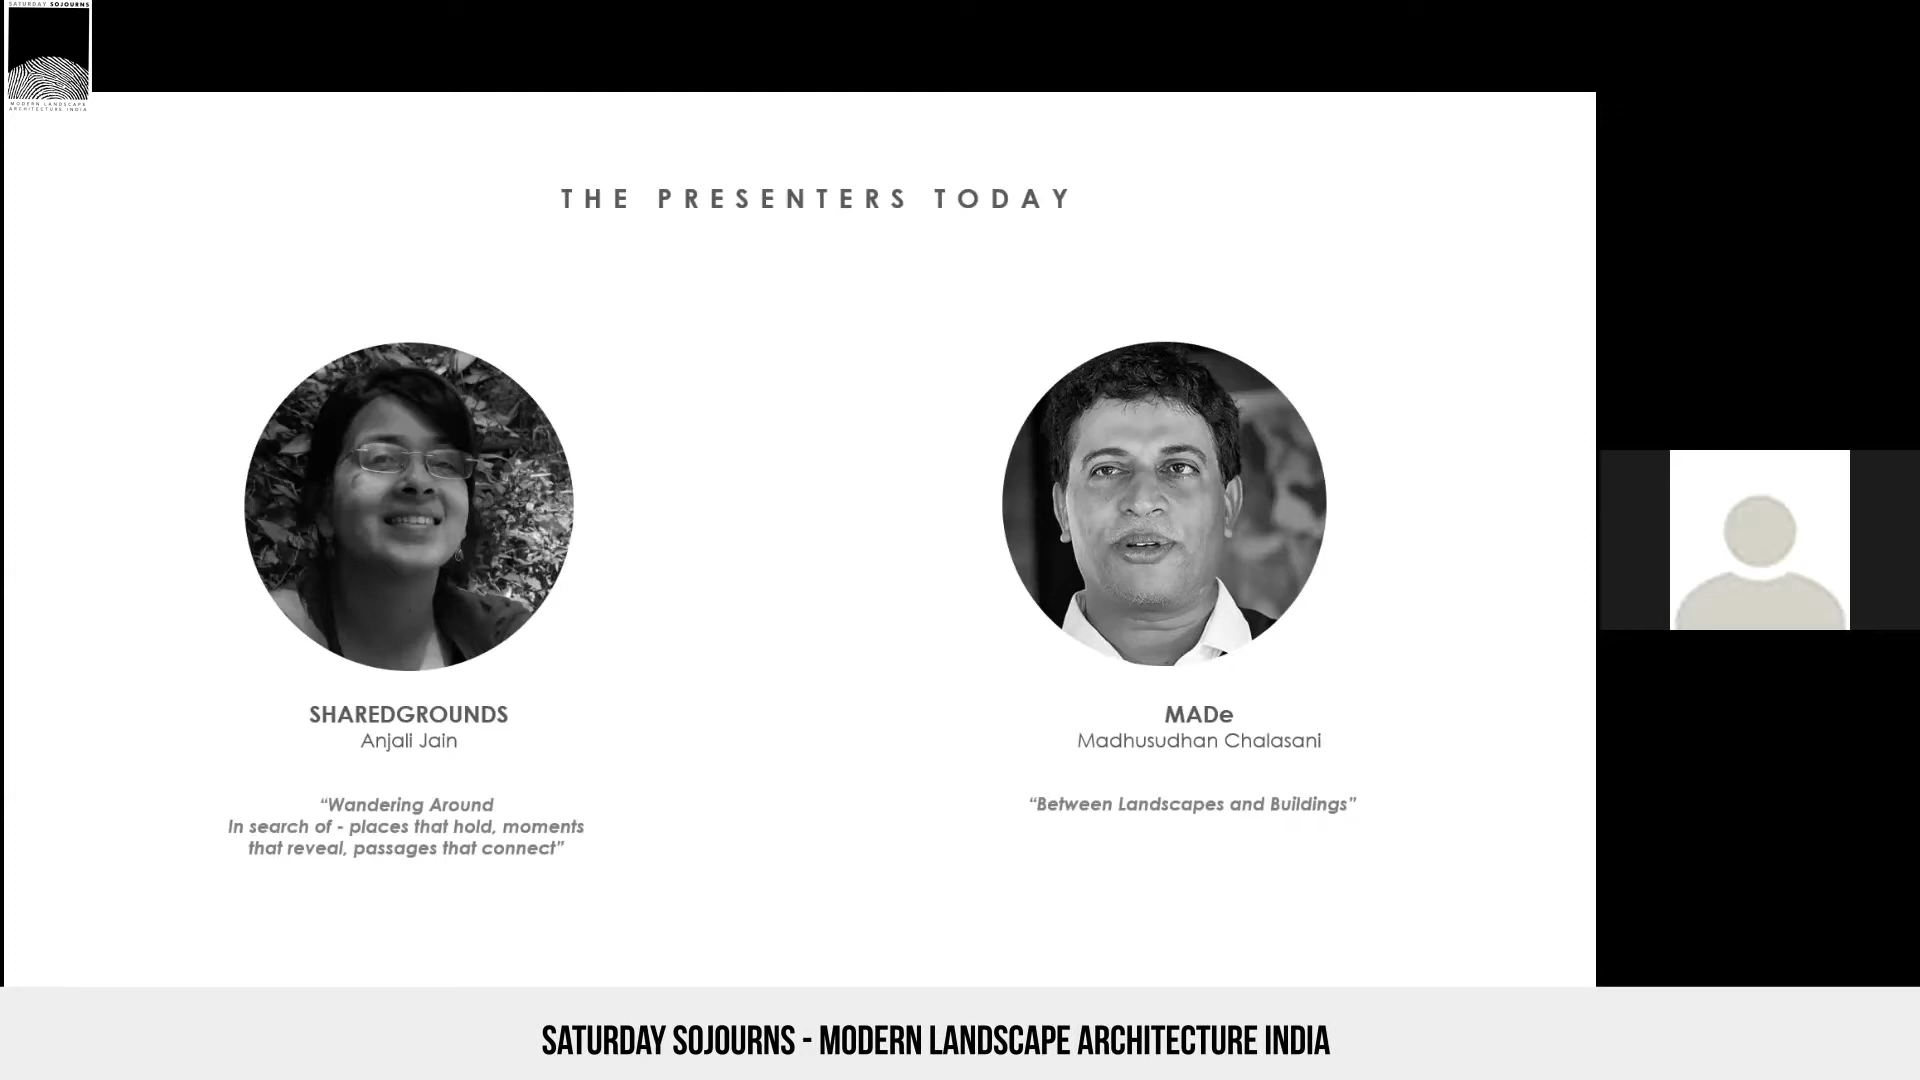 SATURDAY SOJOURNS
MODERN LANDSCAPE
ARCHITECTURE INDIA
THE PRESENTERS TODAY
SHAREDGROUNDS
Anjali Jain
“Wandering Around
In search of - places that hold, moments
that reveal, passages that connect”
MADe
Madhusudhan Chalasani
“Between Landscapes and Buildings”
SATURDAY SOJOURNS - MODERN LANDSCAPE ARCHITECTURE INDIA